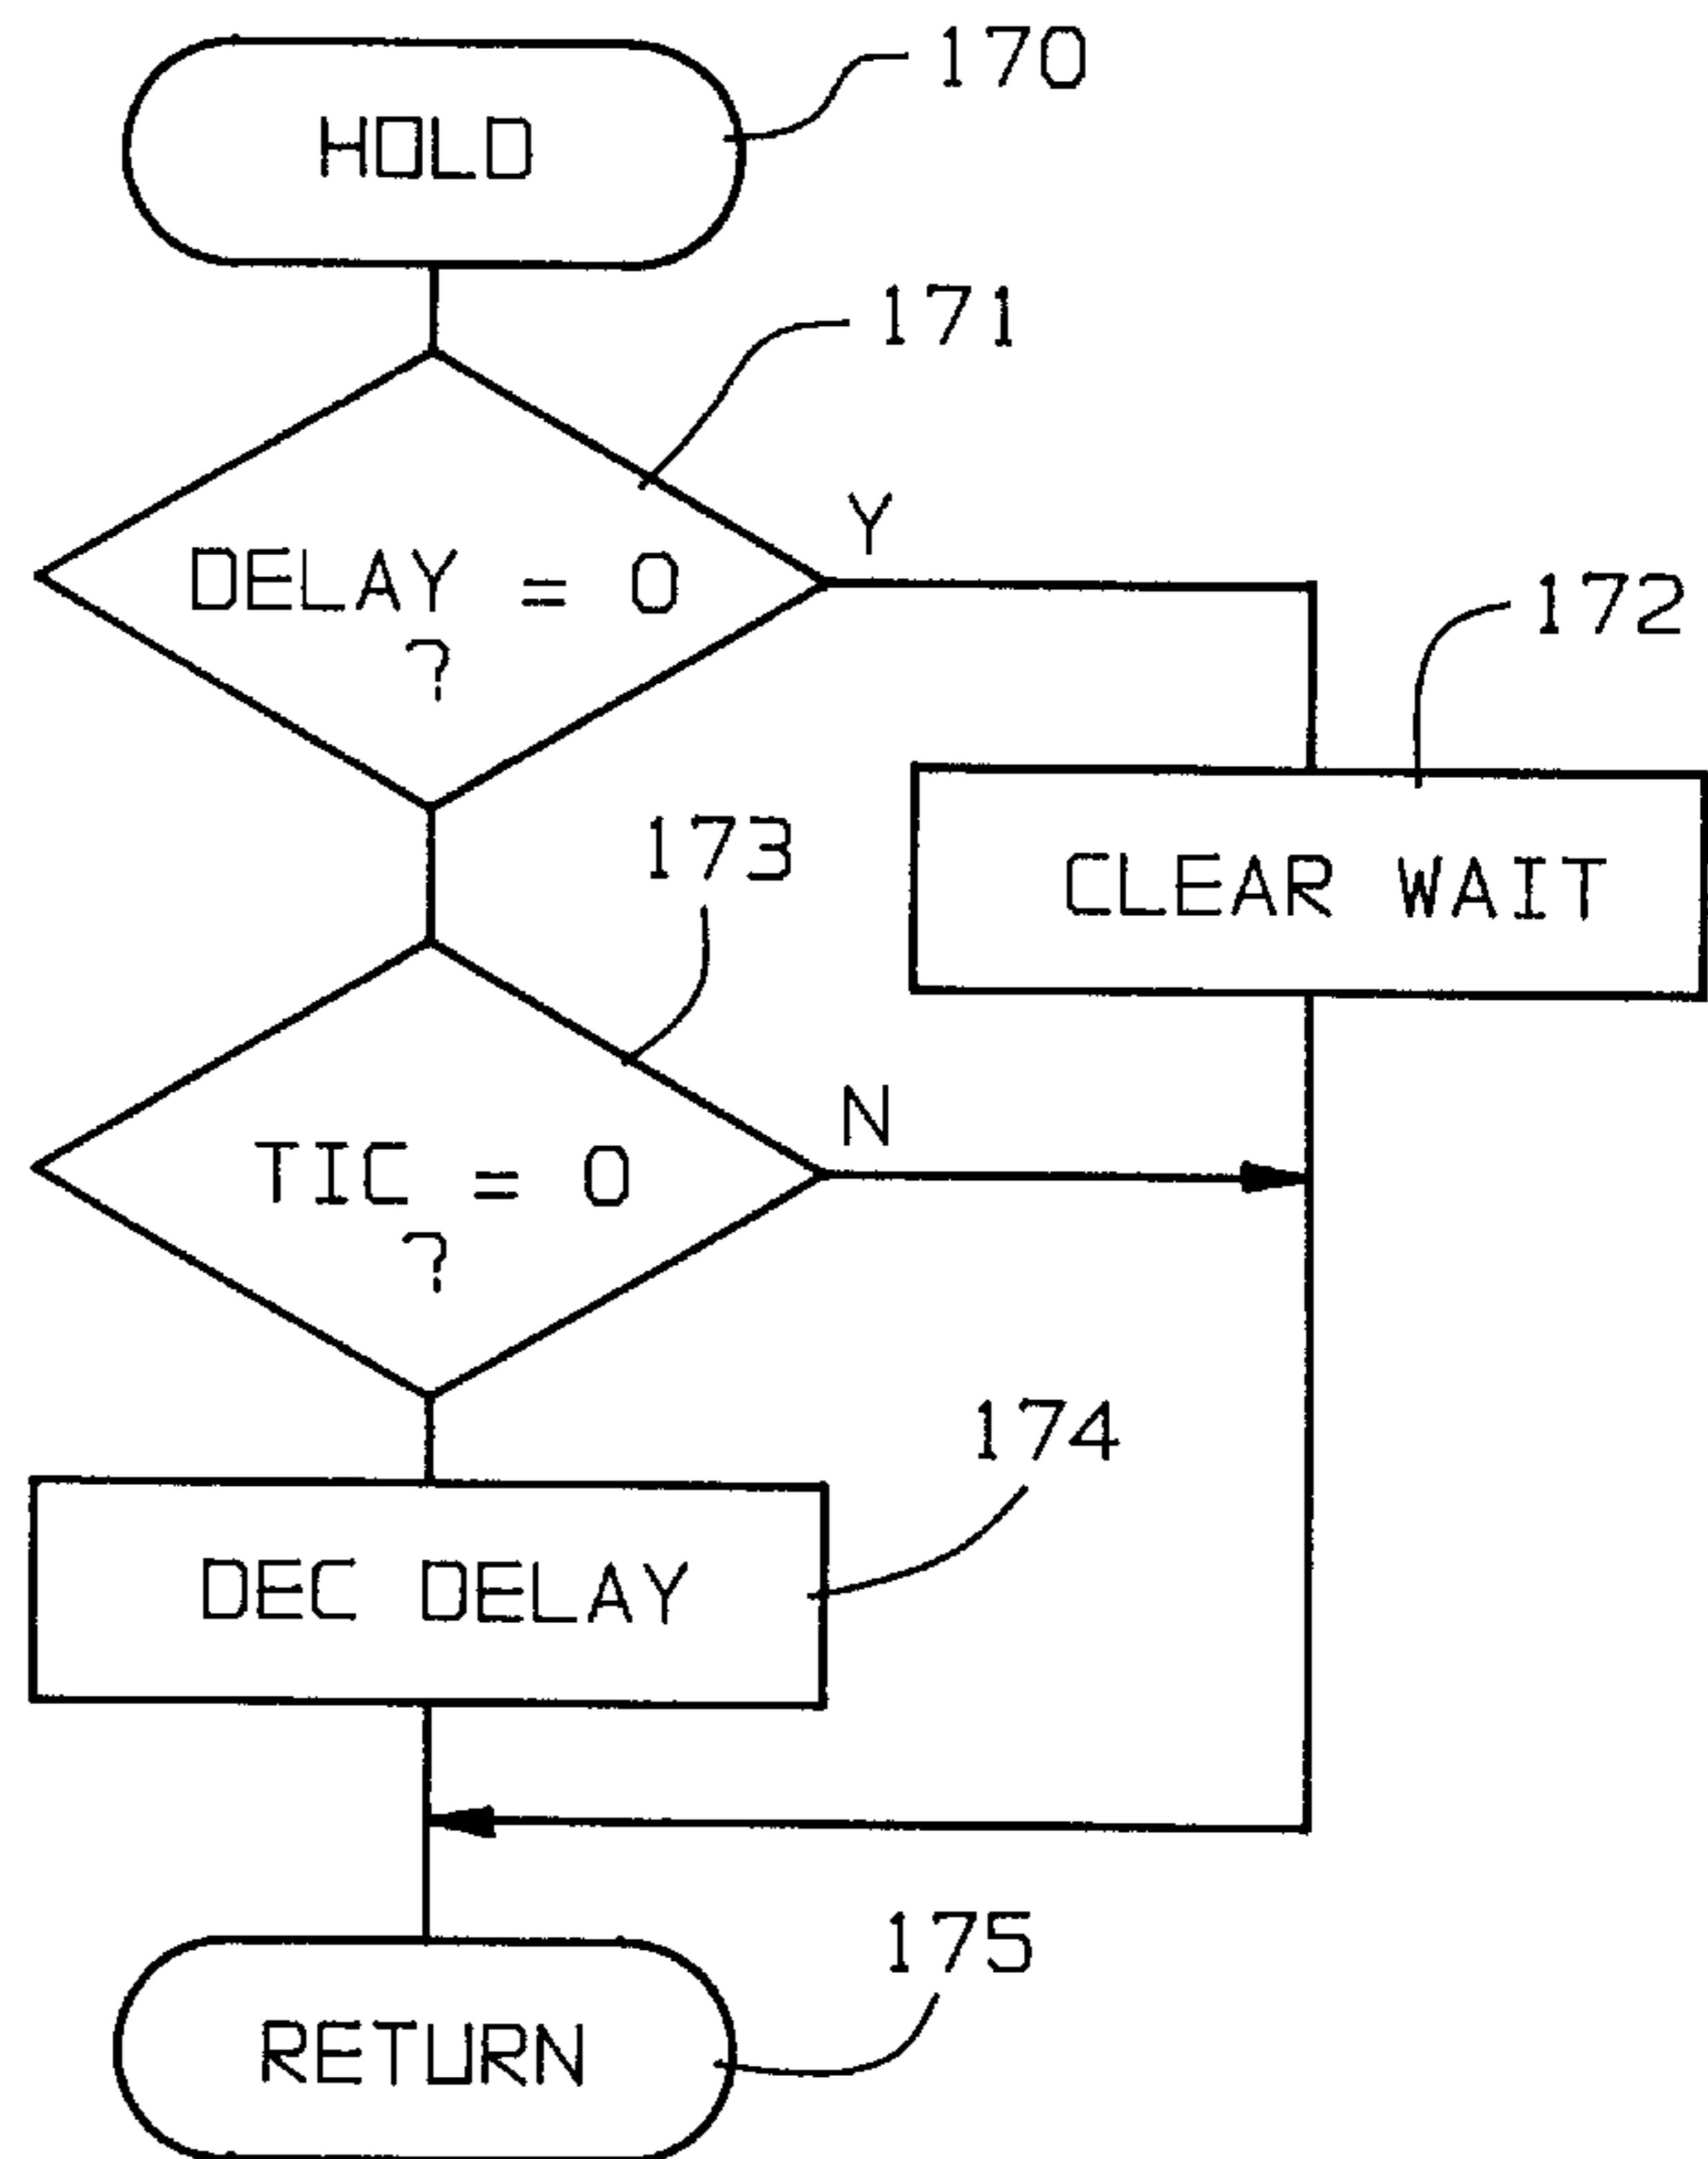 170
HOLD
171
Y
DELAY = 0
?
172
173
CLEAR WAIT
N
TIC = 0
?
174
DEC DELAY
175
RETURN